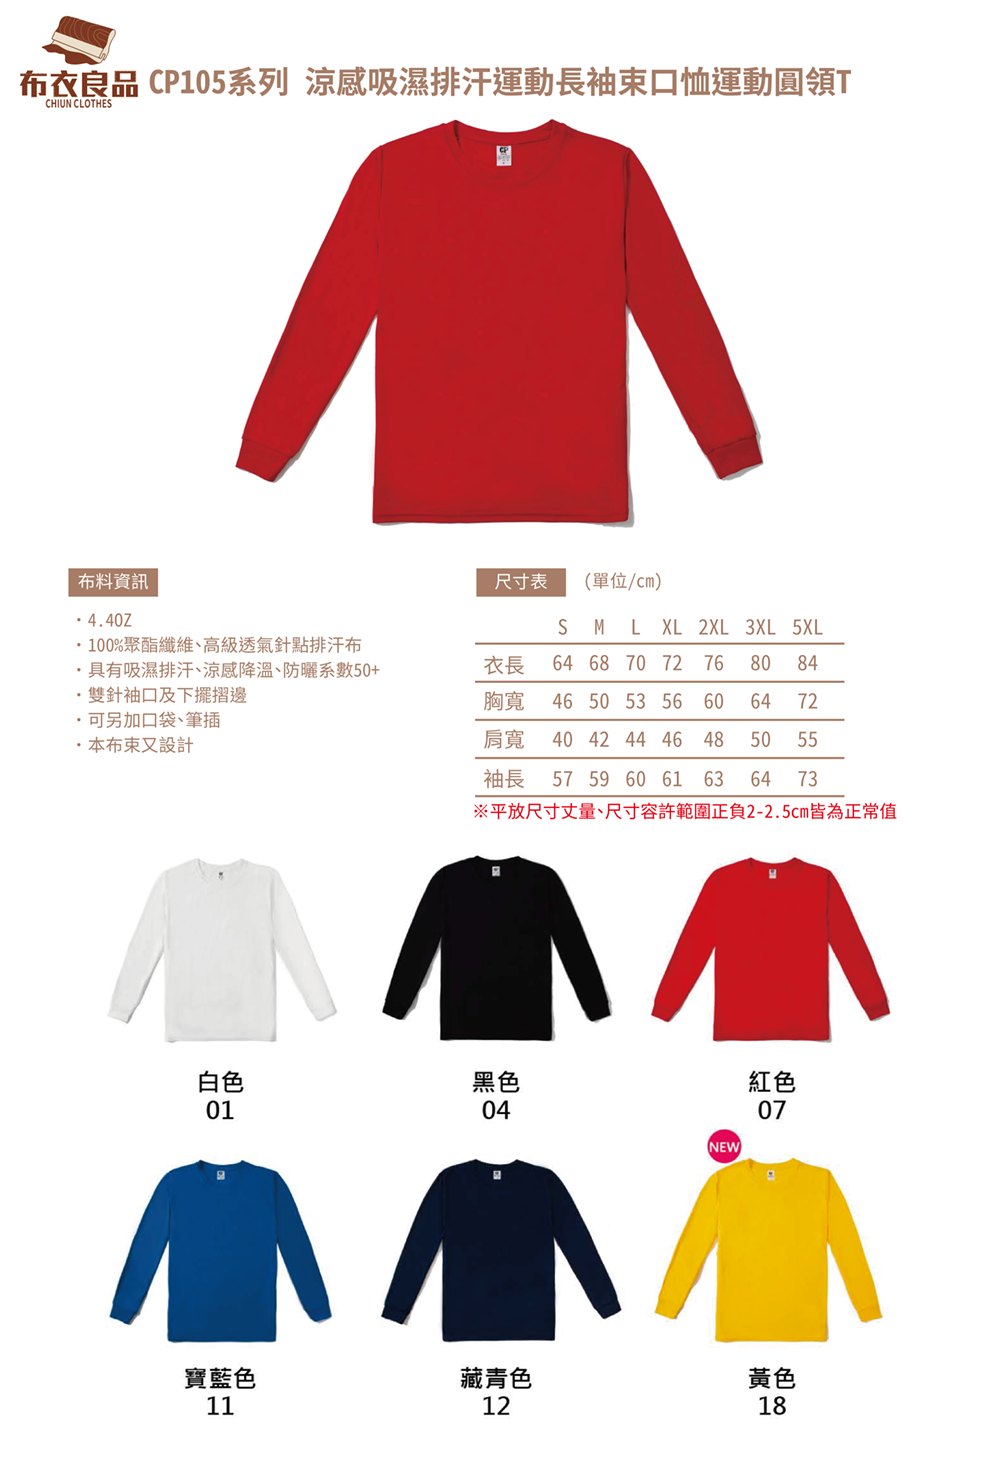 布衣良品
CHIUN CLOTHES
CP105系列 涼感吸濕排汗運動長袖束口恤運動圓領T
CP
布料資訊
・4.4OZ
・100%聚酯纖維、高級透氣針點排汗布
・具有吸濕排汗、涼感降溫、防曬系數50+
・雙針袖口及下擺摺邊
・可另加口袋、筆插
・本布束又設計
尺寸表 (單位/cm)
S M L XL 2XL 3XL 5XL
衣長 64 68 70 72 76 80 84
胸寬 46 50 53 56 60 64 72
肩寬 40 42 44 46 48 50 55
袖長 57 59 60 61 63 64 73
※平放尺寸丈量、尺寸容許範圍正負2-2.5cm皆為正常值
白色
01
黑色
04
紅色
07
NEW
寶藍色
11
藏青色
12
黃色
18